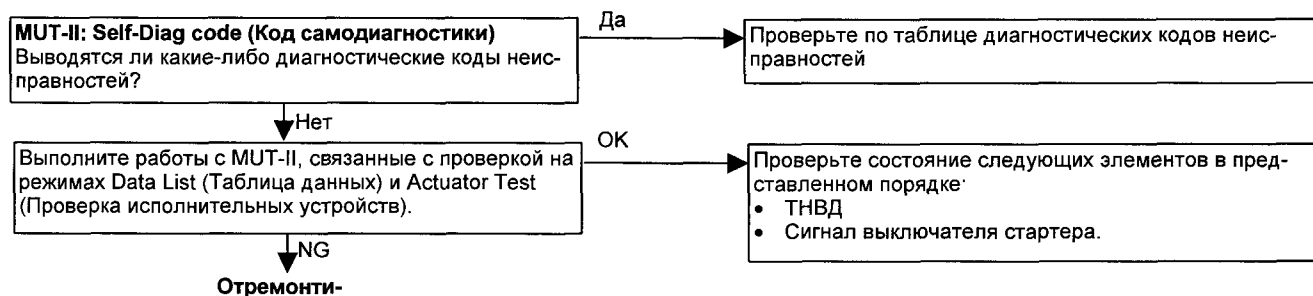 MUT-II: Self-Diag code (Код самодиагностики)
Выводятся ли какие-либо диагностические коды неис-
правностей?
Да
Проверьте по таблице диагностических кодов неис-
правностей
Нет
Выполните работы с MUT-II, связанные с проверкой на
режимах Data List (Таблица данных) и Actuator Test
(Проверка исполнительных устройств).
OK
Проверьте состояние следующих элементов в пред-
ставленном порядке:
• ТНВД
• Сигнал выключателя стартера.
NG
Отремонти-